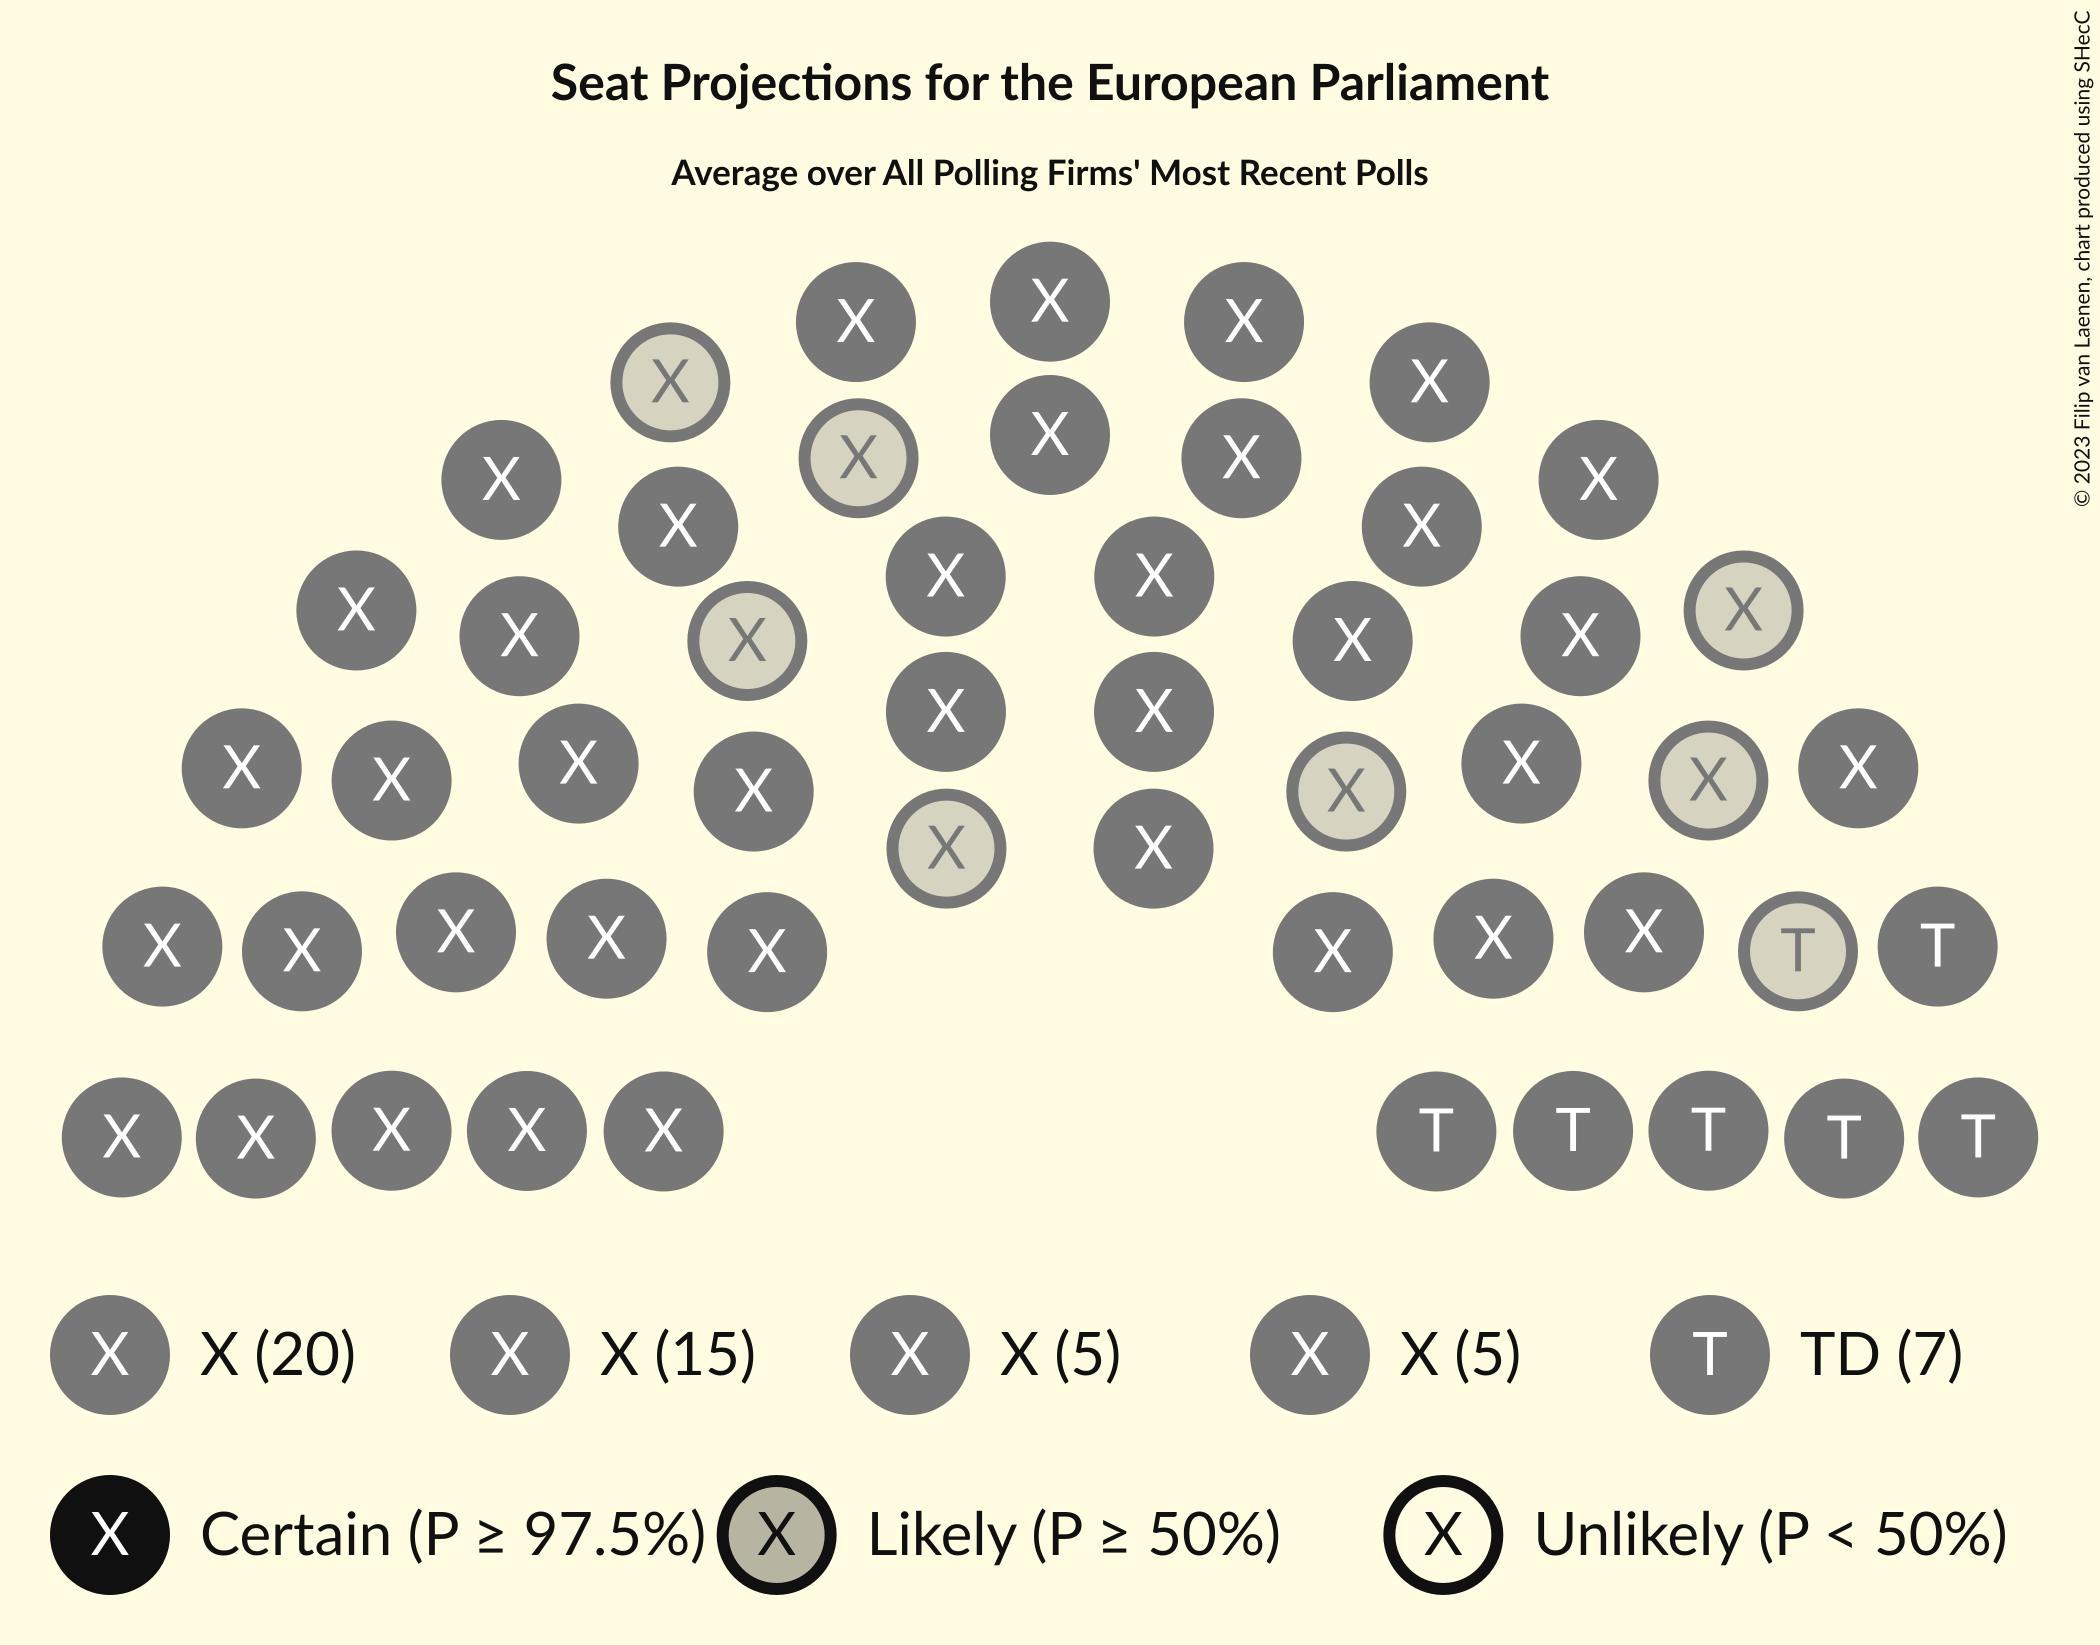 Seat Projections for the European Parliament
Average over All Polling Firms' Most Recent Polls
© 2023 Filip van Laenen, chart produced using SHecC
X X X
X X
X X X
X X
X X X
X X X X
X X X X
X X
X X
X X X X
X X X X
X X
X X
X X X X X X X X
X X T T
X X X X X T T T T T
X X (20) X X (15) X X (5) X X (5) T TD (7)
X Certain (P ≥ 97.5%) X Likely (P ≥ 50%) X Unlikely (P < 50%)